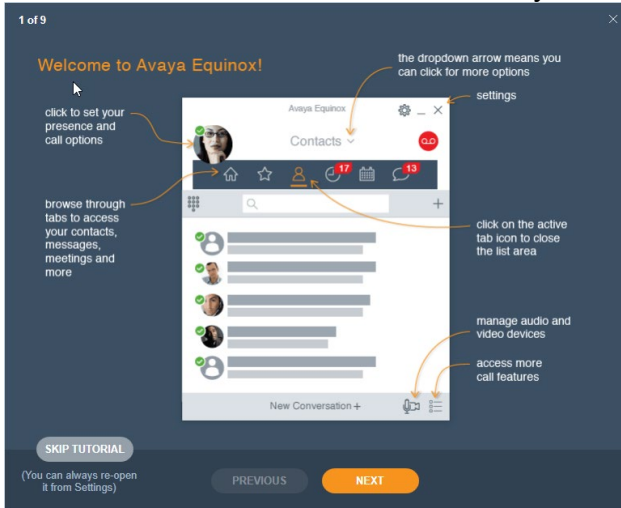 1 of 9
Welcome to Avaya Equinox!
the dropdown arrow means you
can click for more options
settings
click to set your
presence and
call options
Avaya Equinox
Contacts
17
13
browse through
tabs to access
your contacts,
messages,
meetings and
more
click on the active
tab icon to close
the list area
manage audio and
video devices
access more
call features
New Conversation +
SKIP TUTORIAL
(You can always re-open
it from Settings)
PREVIOUS
NEXT